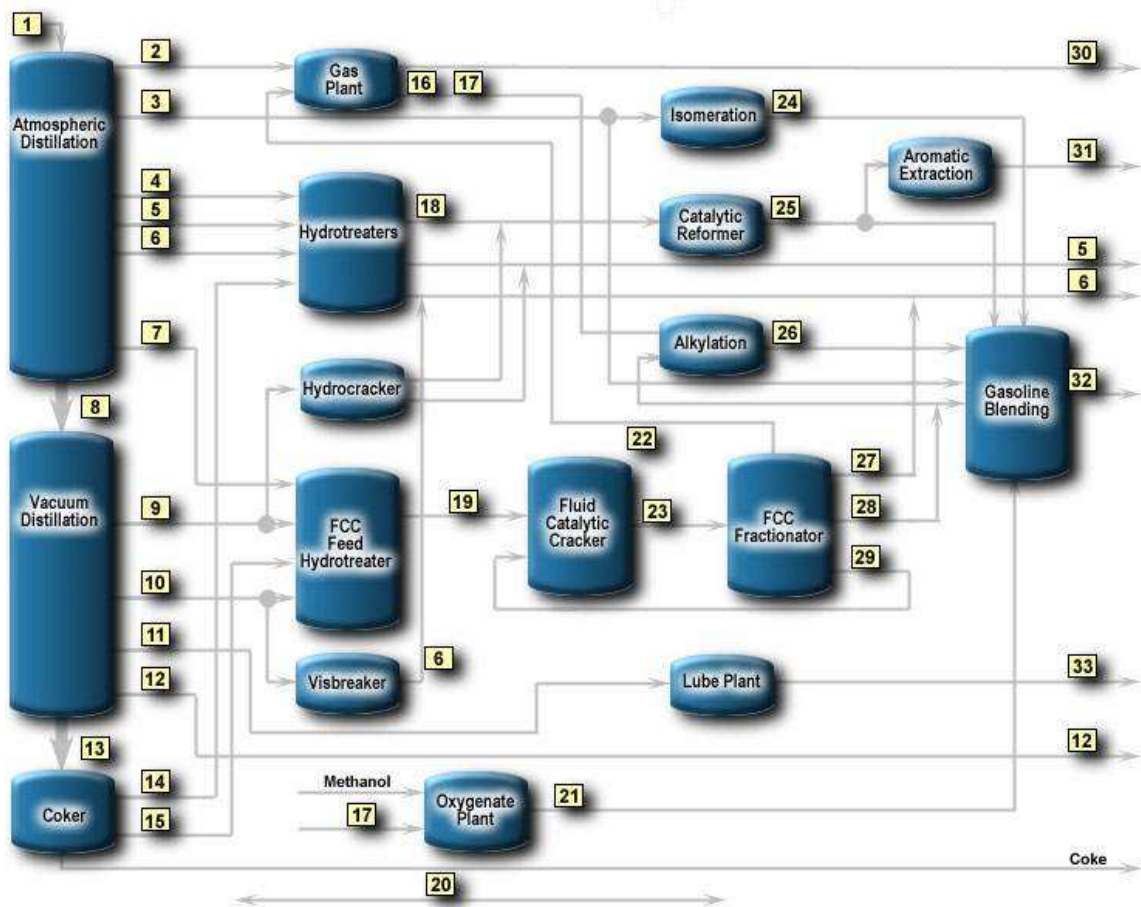 1
2
Gas
Plant
16 17
30
3
Atmospheric
Distillation
Isomeration
24
Aromatic
Extraction
31
4
5
6
Hydrotreaters
18
Catalytic
Reformer
25
5
6
7
Alkylation
26
Hydrocracker
Gasoline
Blending
32
8
22
27
Vacuum
Distillation
9
FCC
Feed
Hydrotreater
19
Fluid
Catalytic
Cracker
23
FCC
Fractionator
28
29
10
11
12
Visbreaker
6
Lube Plant
33
13
12
Coker
14
15
Methanol
17
Oxygenate
Plant
21
Coke
20